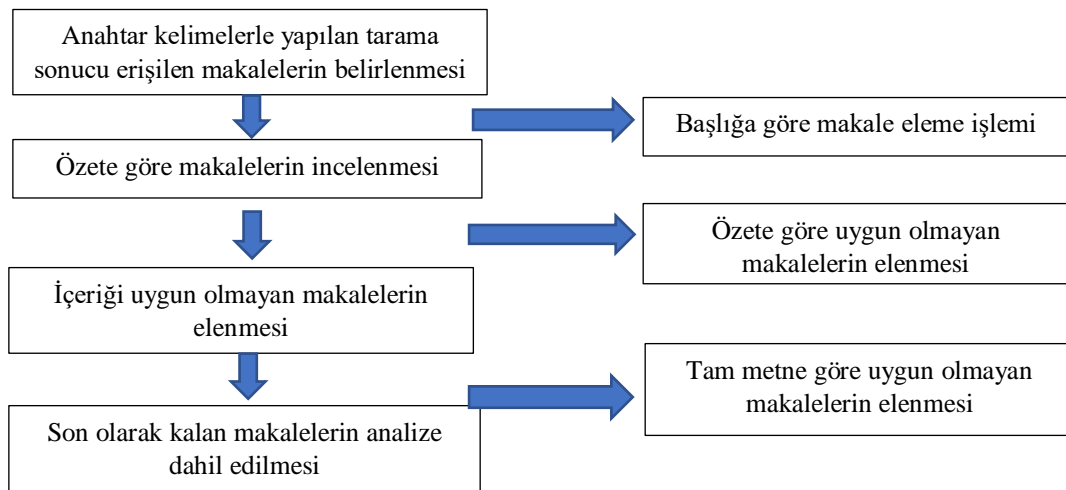 Anahtar kelimelerle yapılan tarama
sonucu erişilen makalelerin belirlenmesi
Başlığa göre makale eleme işlemi
Özete göre makalelerin incelenmesi
Özete göre uygun olmayan
makalelerin elenmesi
İçeriği uygun olmayan makalelerin
elenmesi
Tam metne göre uygun olmayan
makalelerin elenmesi
Son olarak kalan makalelerin analize
dahil edilmesi